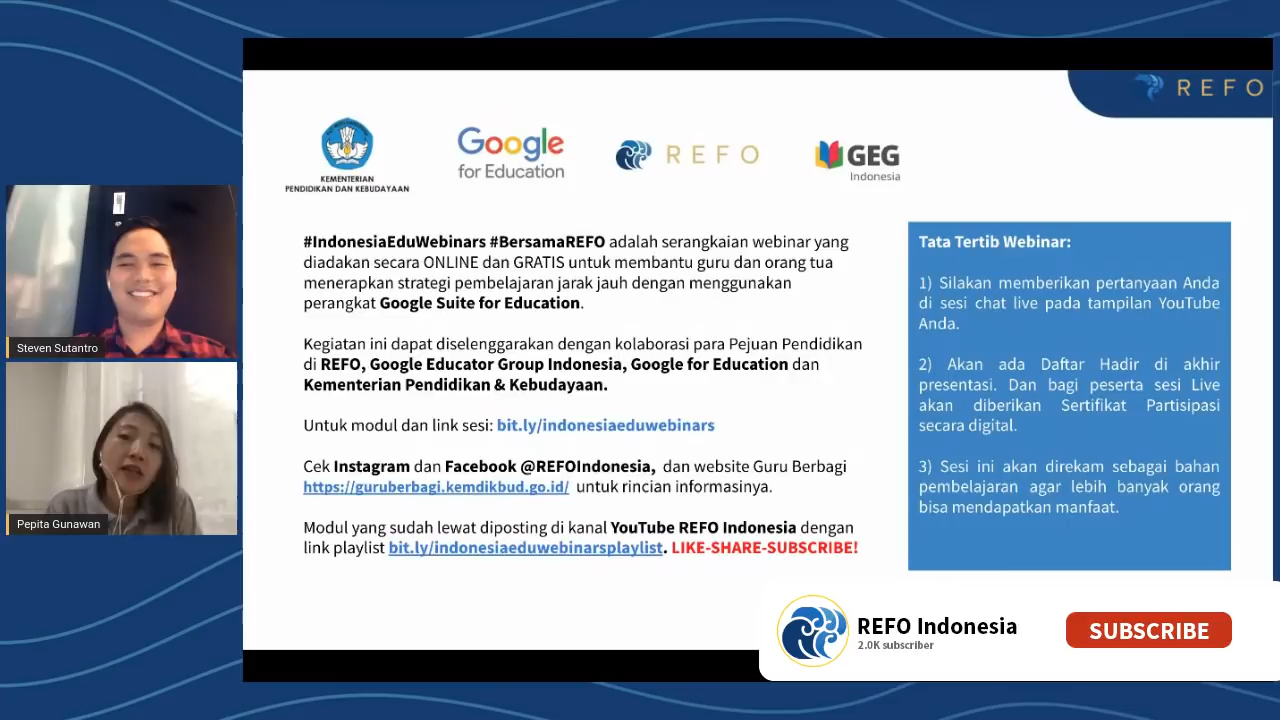 REFO
KEMENTERIAN
PENDIDIKAN DAN KEBUDAYAAN
Google
for Education
REFO
GEG
Indonesia
#IndonesiaEduWebinars #BersamaREFO adalah serangkaian webinar yang
diadakan secara ONLINE dan GRATIS untuk membantu guru dan orang tua
menerapkan strategi pembelajaran jarak jauh dengan menggunakan
perangkat Google Suite for Education.
Kegiatan ini dapat diselenggarakan dengan kolaborasi para Pejuan Pendidikan
di REFO, Google Educator Group Indonesia, Google for Education dan
Kementerian Pendidikan & Kebudayaan.
Untuk modul dan link sesi: bit.ly/indonesiaeduwebinars
Cek Instagram dan Facebook @REFOIndonesia, dan website Guru Berbagi
https://guruberbagi.kemdikbud.go.id/ untuk rincian informasinya.
Modul yang sudah lewat diposting di kanal YouTube REFO Indonesia dengan
link playlist bit.ly/indonesiaeduwebinarsplaylist. LIKE-SHARE-SUBSCRIBE!
Tata Tertib Webinar:
1) Silakan memberikan pertanyaan Anda
di sesi chat live pada tampilan YouTube
Anda.
2) Akan ada Daftar Hadir di akhir
presentasi. Dan bagi peserta sesi Live
akan diberikan Sertifikat Partisipasi
secara digital.
3) Sesi ini akan direkam sebagai bahan
pembelajaran agar lebih banyak orang
bisa mendapatkan manfaat.
Steven Sutantro
Pepita Gunawan
REFO Indonesia
2.0K subscriber
SUBSCRIBE